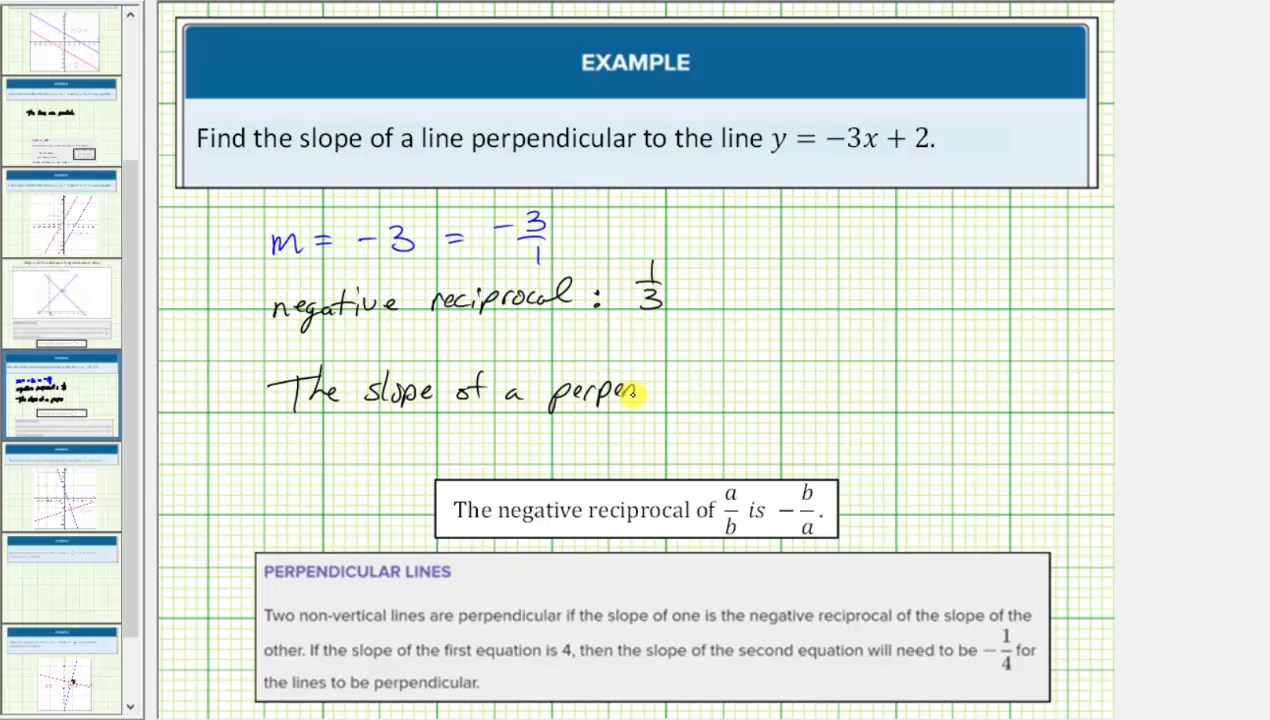 EXAMPLE
Find the slope of a line perpendicular to the line y = −3x + 2.
m = -3 = -3/1
negative reciprocal : 1/3
The slope of a perpen
The negative reciprocal of a/b is − b/a.
PERPENDICULAR LINES
Two non-vertical lines are perpendicular if the slope of one is the negative reciprocal of the slope of the
other. If the slope of the first equation is 4, then the slope of the second equation will need to be − 1/4 for
the lines to be perpendicular.